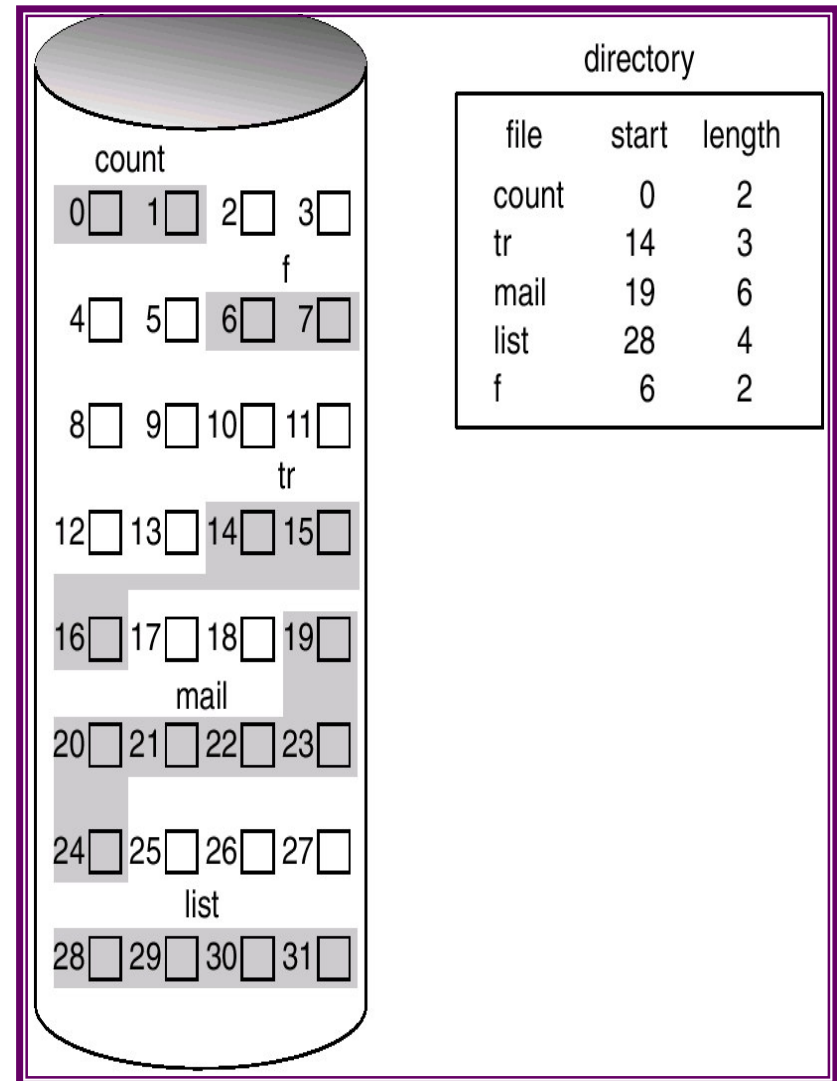 count
0 1 2 3
f
4 5 6 7
8 9 10 11
tr
12 13 14 15
16 17 18 19
mail
20 21 22 23
24 25 26 27
list
28 29 30 31
directory
file start length
count 0 2
tr 14 3
mail 19 6
list 28 4
f 6 2